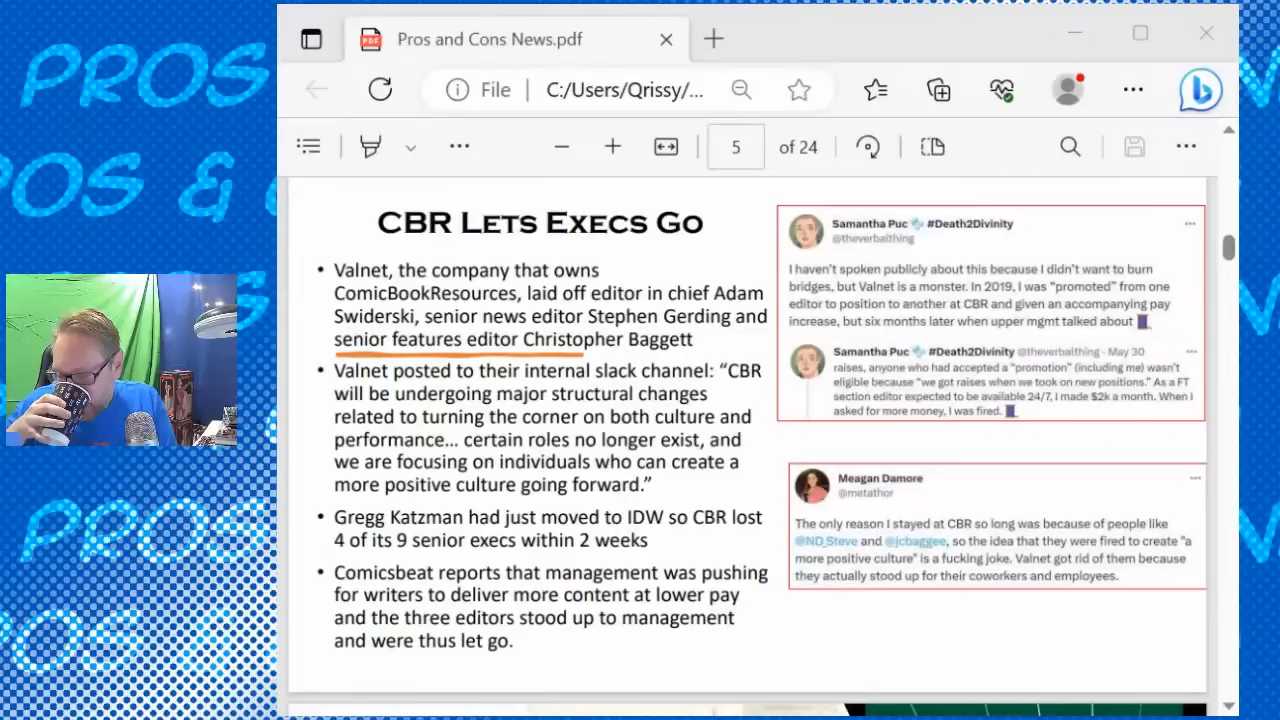 PROS
Pros and Cons News.pdf
File
C:/Users/Qrissy/...
5
of 24
CBR Lets Execs Go
• Valnet, the company that owns
ComicBookResources, laid off editor in chief Adam
Swiderski, senior news editor Stephen Gerding and
senior features editor Christopher Baggett
• Valnet posted to their internal slack channel: “CBR
will be undergoing major structural changes
related to turning the corner on both culture and
performance… certain roles no longer exist, and
we are focusing on individuals who can create a
more positive culture going forward.”
• Gregg Katzman had just moved to IDW so CBR lost
4 of its 9 senior execs within 2 weeks
• Comicsbeat reports that management was pushing
for writers to deliver more content at lower pay
and the three editors stood up to management
and were thus let go.
Samantha Puc #Death2Divinity
@theverbalthing
I haven’t spoken publicly about this because I didn’t want to burn
bridges, but Valnet is a monster. In 2019, I was “promoted” from one
editor to position to another at CBR and given an accompanying pay
increase, but six months later when upper mgmt talked about
Samantha Puc #Death2Divinity @theverbalthing · May 30
raises, anyone who had accepted a “promotion” (including me) wasn’t
eligible because “we got raises when we took on new positions.” As a FT
section editor expected to be available 24/7, I made $2k a month. When I
asked for more money, I was fired.
Meagan Damore
@metathor
The only reason I stayed at CBR so long was because of people like
@ND_Steve and @jcbaggee, so the idea that they were fired to create “a
more positive culture” is a fucking joke. Valnet got rid of them because
they actually stood up for their coworkers and employees.